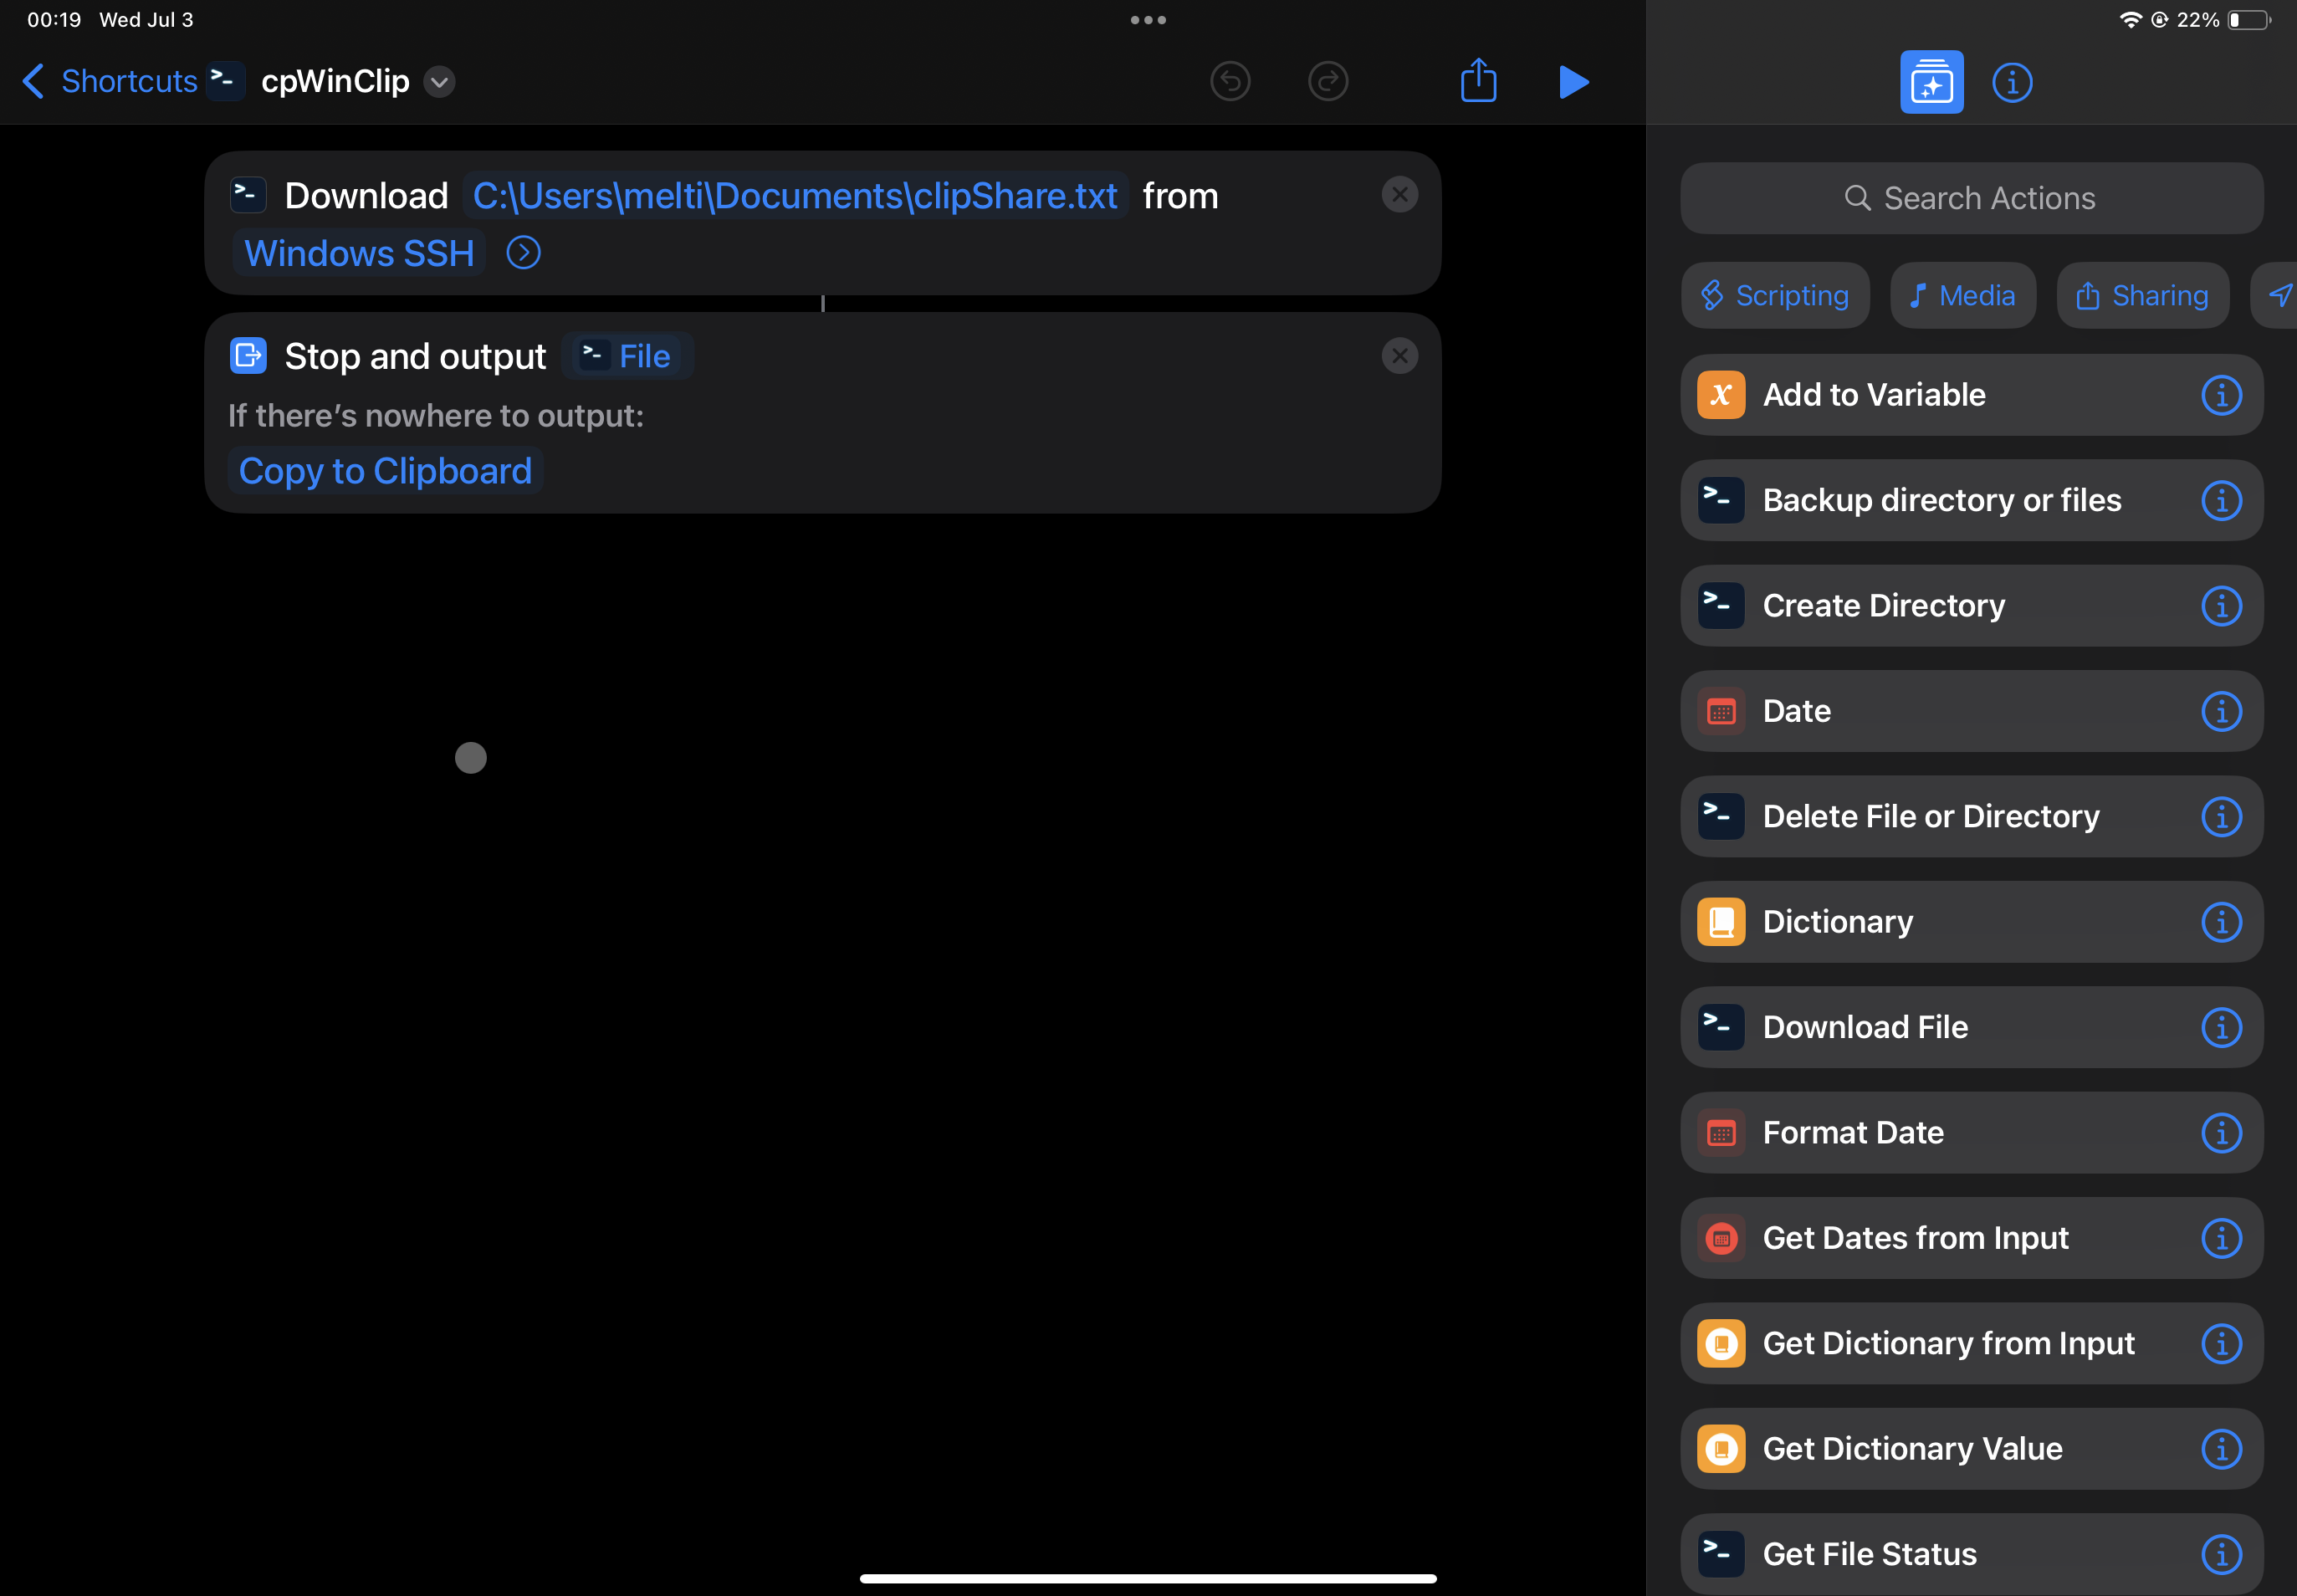 00:19 Wed Jul 3
22%
Shortcuts >_ cpWinClip
>_ Download C:\Users\melti\Documents\clipShare.txt from
Windows SSH
Stop and output >_ File
If there’s nowhere to output:
Copy to Clipboard
Search Actions
Scripting
Media
Sharing
x Add to Variable
>_ Backup directory or files
>_ Create Directory
Date
>_ Delete File or Directory
Dictionary
>_ Download File
Format Date
Get Dates from Input
Get Dictionary from Input
Get Dictionary Value
>_ Get File Status